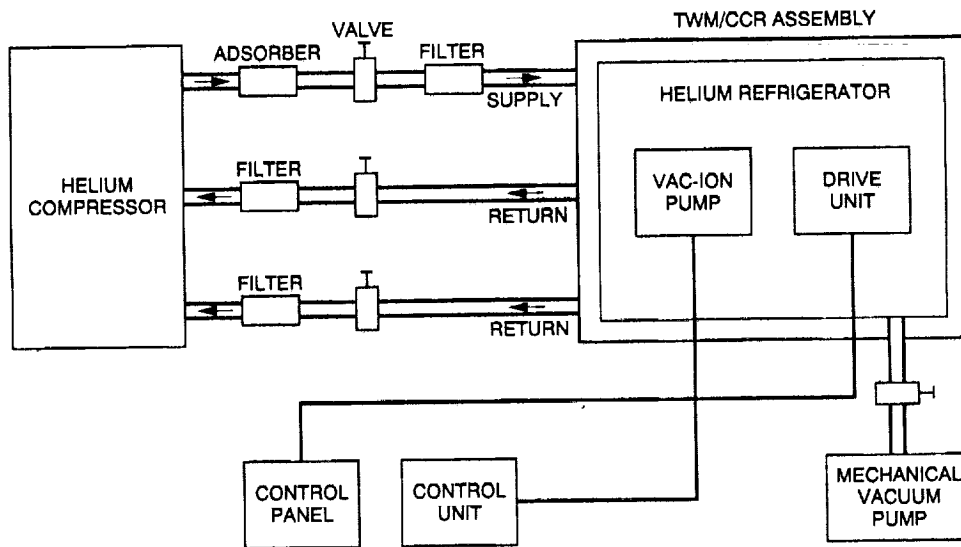 TWM/CCR ASSEMBLY
VALVE
ADSORBER
FILTER
SUPPLY
HELIUM REFRIGERATOR
HELIUM
COMPRESSOR
FILTER
RETURN
VAC-ION
PUMP
DRIVE
UNIT
FILTER
RETURN
CONTROL
PANEL
CONTROL
UNIT
MECHANICAL
VACUUM
PUMP